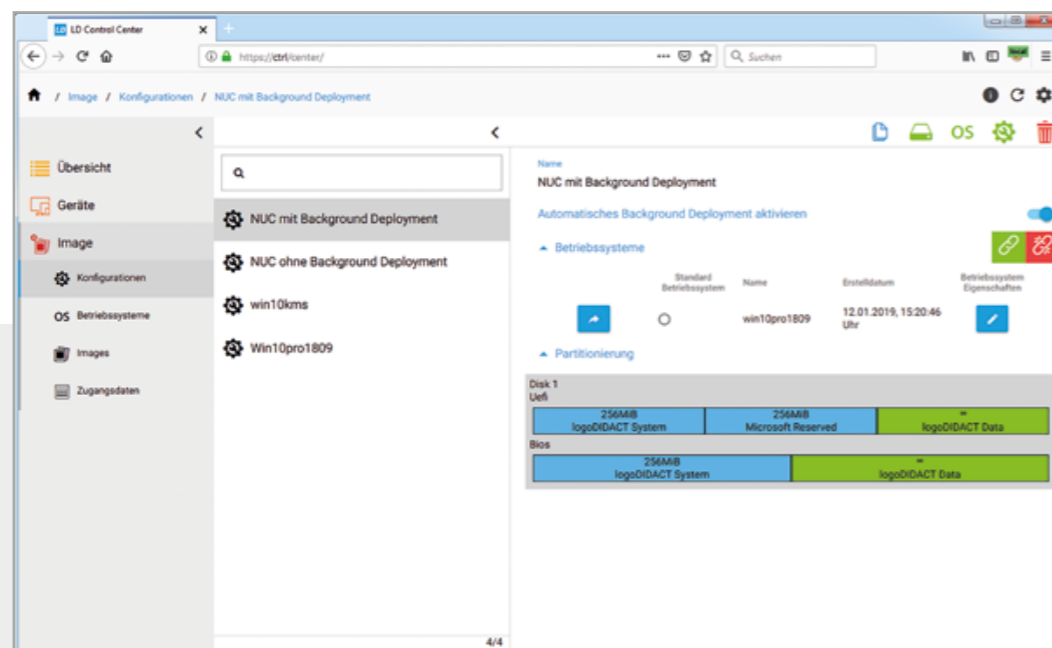 LD LD Control Center
https://ctrl/center/
Suchen
local
/ Image / Konfigurationen / NUC mit Background Deployment
OS
Übersicht
Geräte
Image
Konfigurationen
OS Betriebssysteme
Images
Zugangsdaten
NUC mit Background Deployment
NUC ohne Background Deployment
win10kms
Win10pro1809
4/4
Name
NUC mit Background Deployment
Automatisches Background Deployment aktivieren
Betriebssysteme
Standard Betriebssystem Name Erstelldatum Betriebssystem Eigenschaften
win10pro1809 12.01.2019, 15:20:46 Uhr
Partitionierung
Disk 1
Uefi
256MiB 256MiB ∞
logoDIDACT System Microsoft Reserved logoDIDACT Data
Bios
256MiB ∞
logoDIDACT System logoDIDACT Data